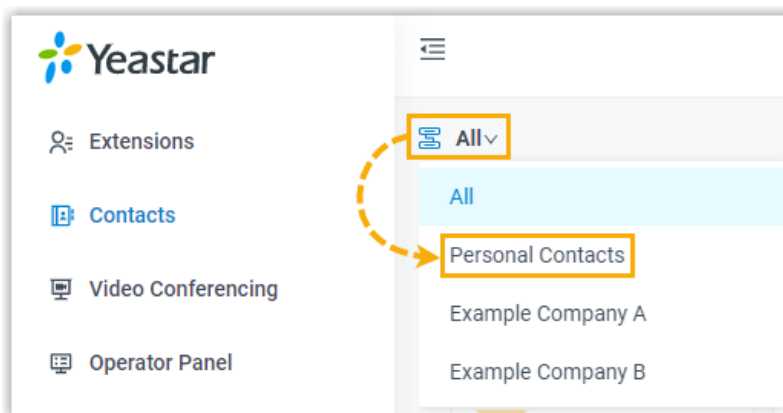 Yeastar
Extensions
Contacts
Video Conferencing
Operator Panel
All
All
Personal Contacts
Example Company A
Example Company B